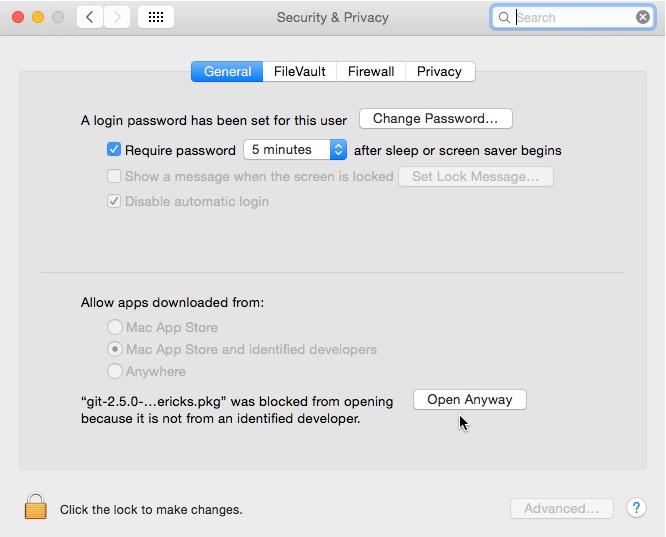 Security & Privacy
Search
General FileVault Firewall Privacy
A login password has been set for this user Change Password...
Require password 5 minutes after sleep or screen saver begins
Show a message when the screen is locked Set Lock Message...
Disable automatic login
Allow apps downloaded from:
Mac App Store
Mac App Store and identified developers
Anywhere
“git-2.5.0-...ericks.pkg” was blocked from opening
because it is not from an identified developer.
Open Anyway
Click the lock to make changes.
Advanced...
?